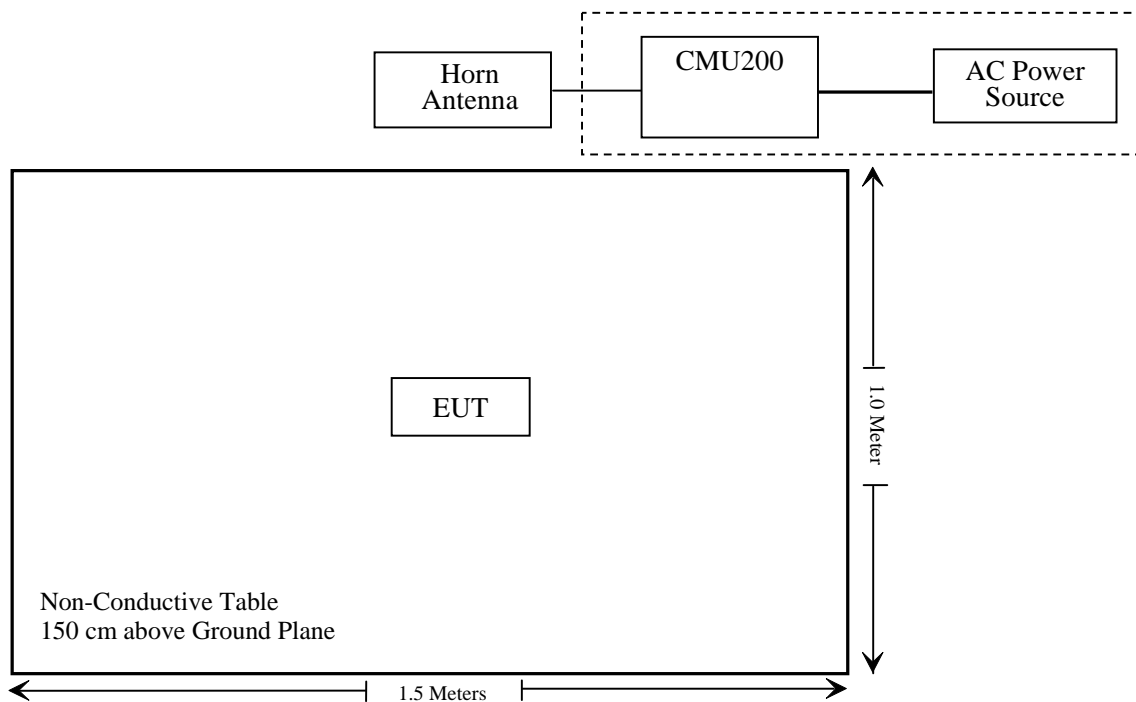 Horn
Antenna
CMU200
AC Power
Source
EUT
1.0 Meter
Non-Conductive Table
150 cm above Ground Plane
1.5 Meters